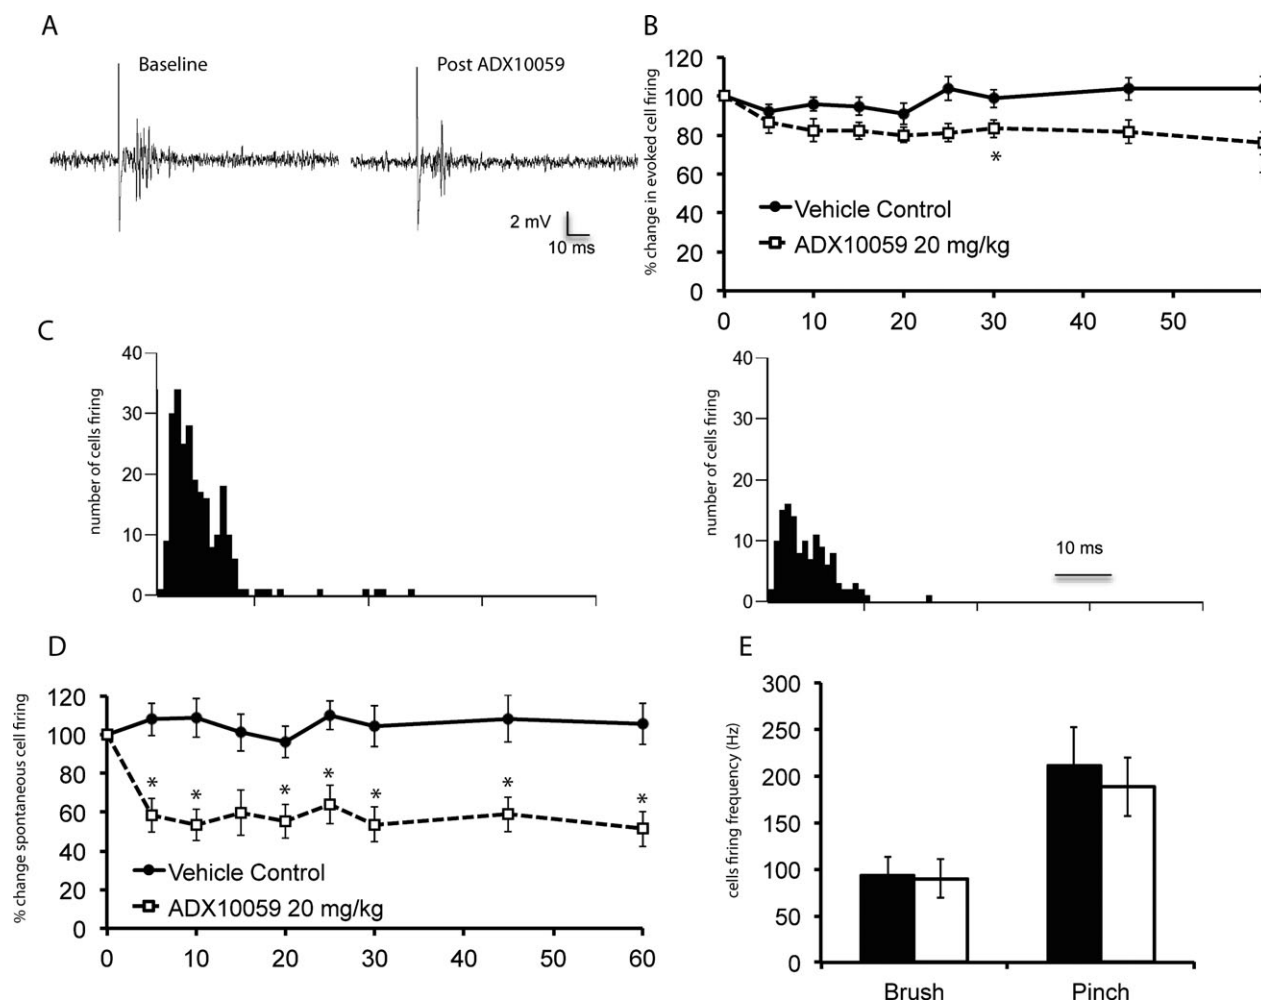 A
Baseline
Post ADX10059
2 mV
10 ms
B
% change in evoked cell firing
120
100
80
60
40
20
0
*
Vehicle Control
ADX10059 20 mg/kg
0 10 20 30 40 50
C
number of cells firing
40
30
20
10
0
number of cells firing
40
30
20
10
0
10 ms
D
% change spontaneous cell firing
120
100
80
60
40
20
0
* * * * * * *
Vehicle Control
ADX10059 20 mg/kg
0 10 20 30 40 50 60
E
cells firing frequency (Hz)
300
250
200
150
100
50
0
Brush Pinch